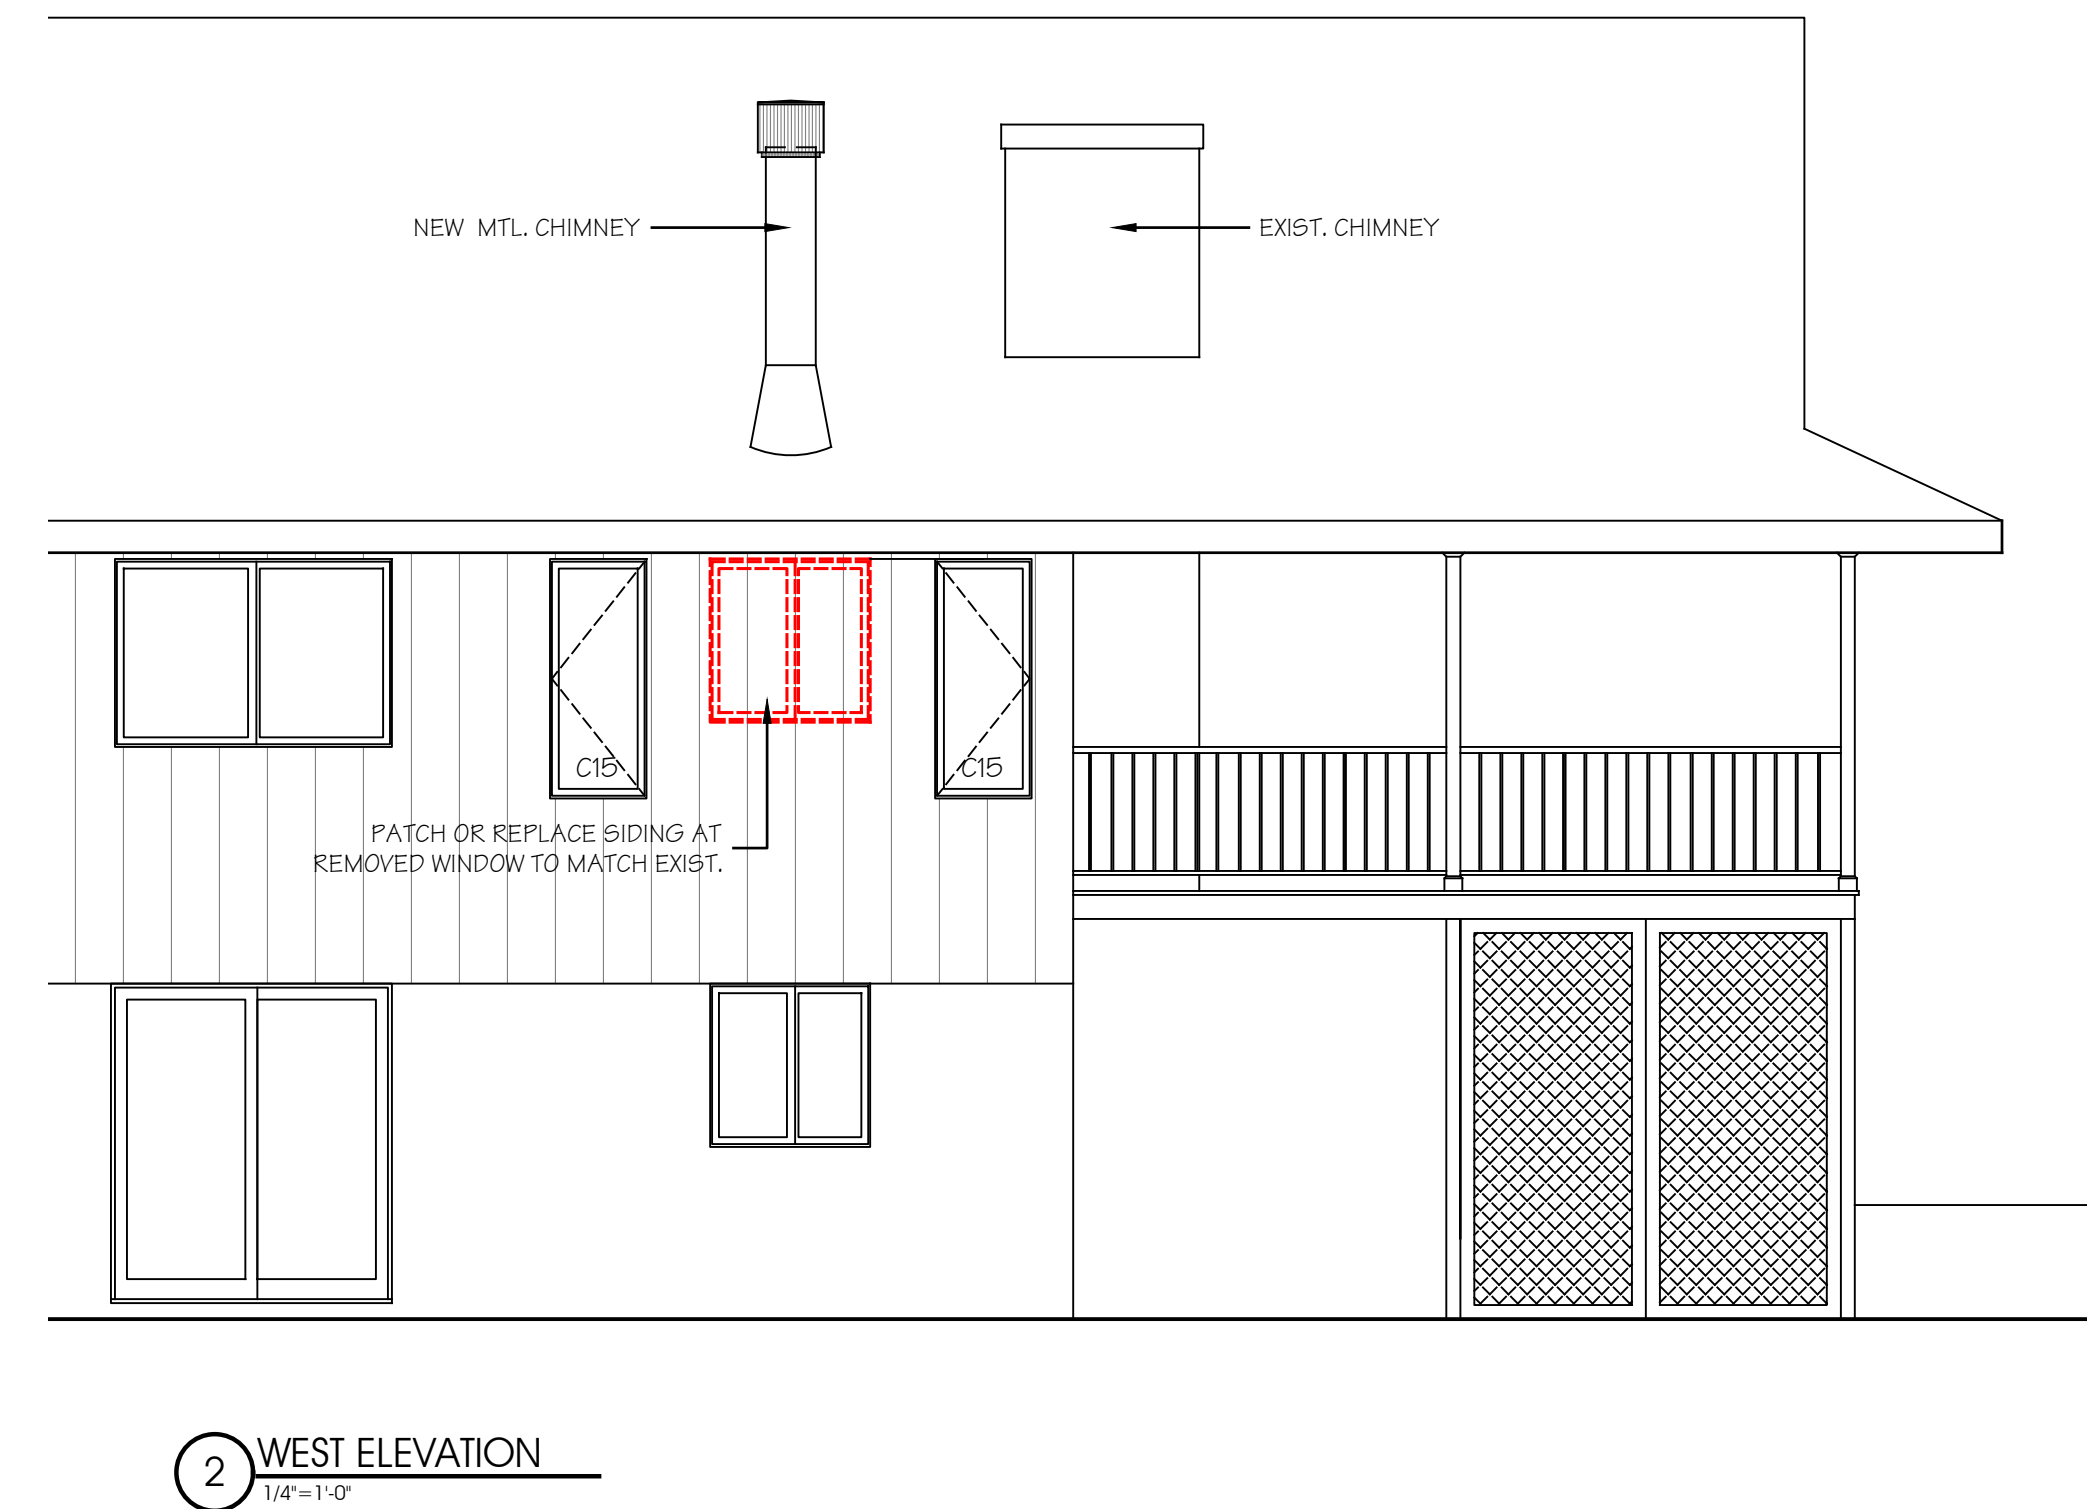 NEW MTL. CHIMNEY
EXIST. CHIMNEY
C15
C15
PATCH OR REPLACE SIDING AT
REMOVED WINDOW TO MATCH EXIST.
2
WEST ELEVATION
1/4"=1'-0"